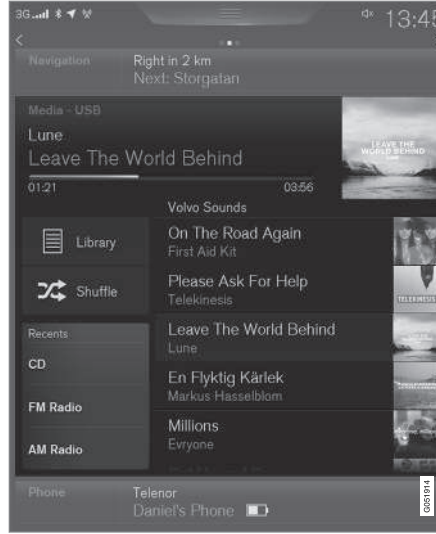 3G
13:45
Navigation
Right in 2 km
Next: Storgatan
Media - USB
Lune
Leave The World Behind
LEAVE THE
WORLD BEHIND
LUNE
01:21
03:56
Volvo Sounds
Library
Shuffle
On The Road Again
First Aid Kit
Please Ask For Help
Telekinesis
TELEKINESIS
Leave The World Behind
Lune
En Flyktig Kärlek
Markus Hasselblom
Millions
Evryone
Recents
CD
FM Radio
AM Radio
Phone
Telenor
Daniel's Phone
G051914